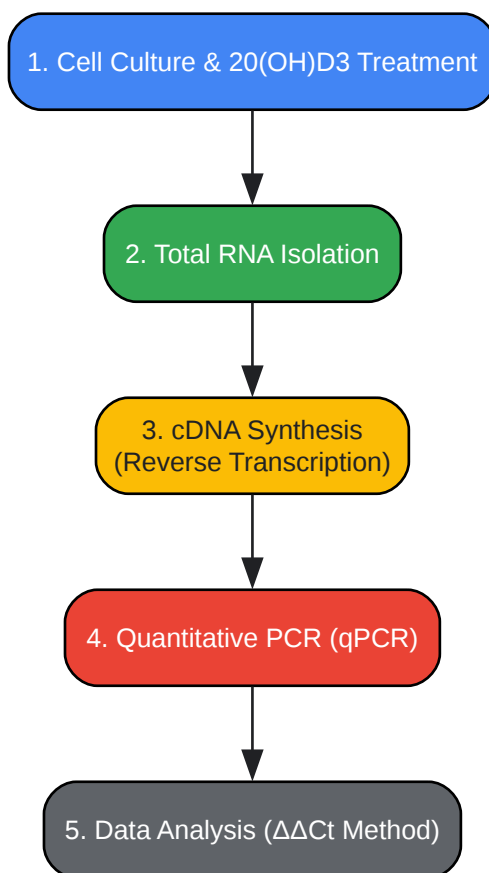 1. Cell Culture & 20(OH)D3 Treatment
2. Total RNA Isolation
3. cDNA Synthesis
(Reverse Transcription)
4. Quantitative PCR (qPCR)
5. Data Analysis (ΔΔCt Method)